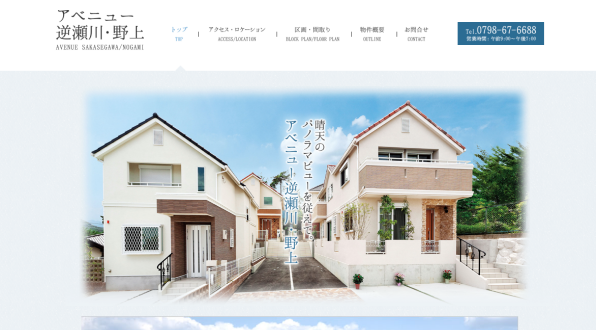 アベニュー
逆瀬川・野上
AVENUE SAKASEGAWA/NOGAMI
トップ
TOP
アクセス・ロケーション
ACCESS/LOCATION
区画・間取り
BLOCK PLAN/FLOOR PLAN
物件概要
OUTLINE
お問合せ
CONTACT
Tel.0798-67-6688
営業時間：午前9:00～午後7:00
晴天の
パノラマビューを従えて。
アベニュー逆瀬川・野上